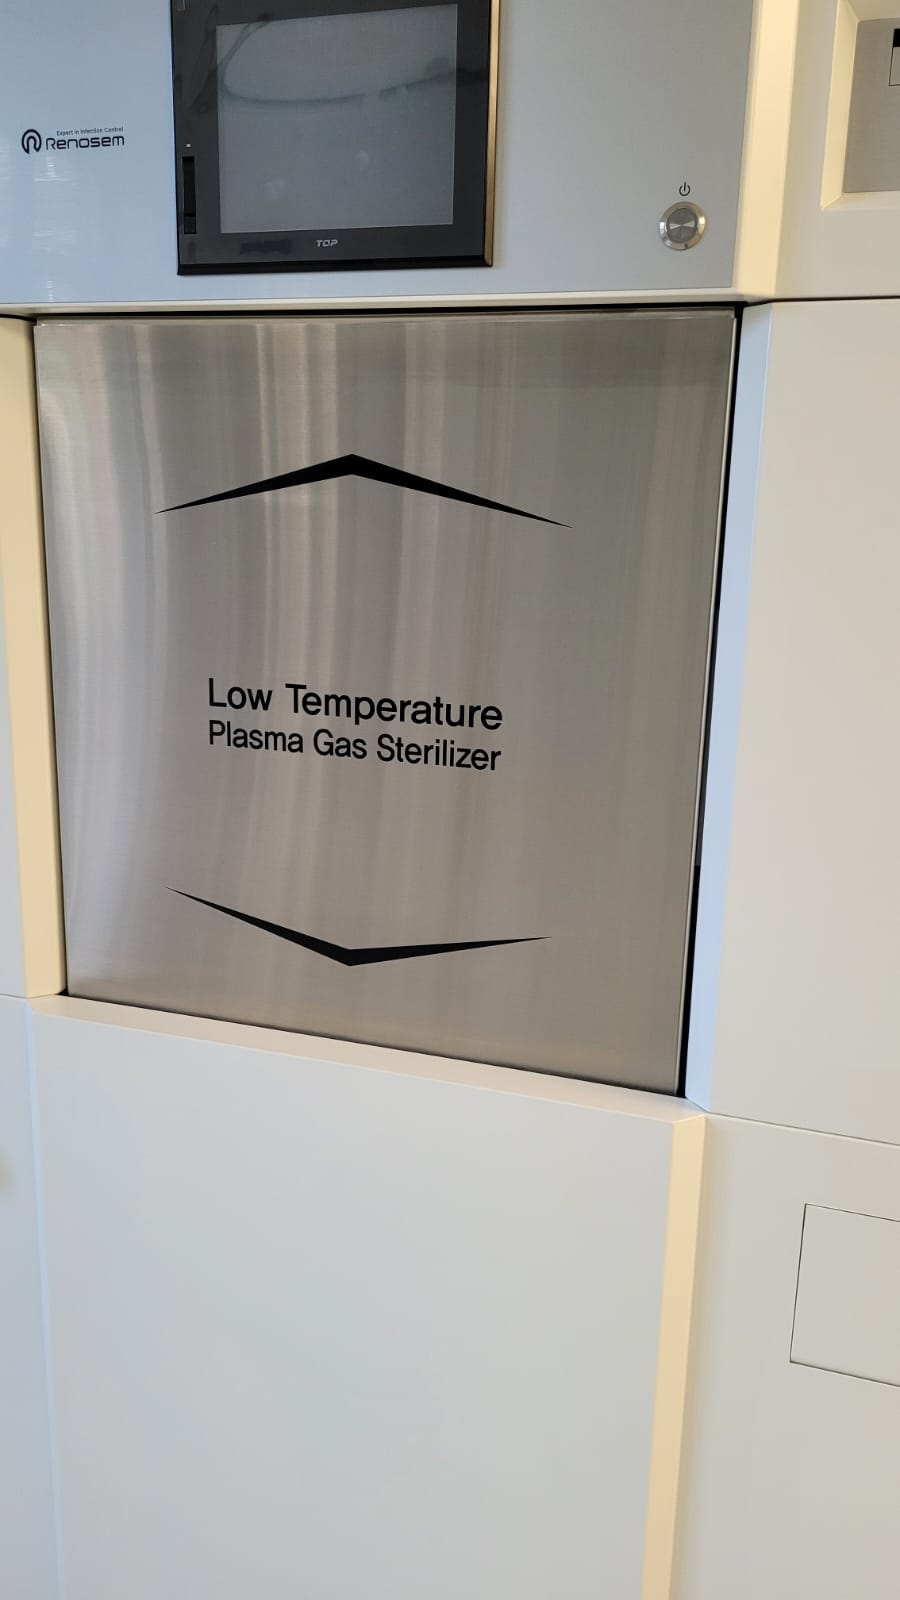 Expert in Infection Control
Renosem
TOP
Low Temperature
Plasma Gas Sterilizer